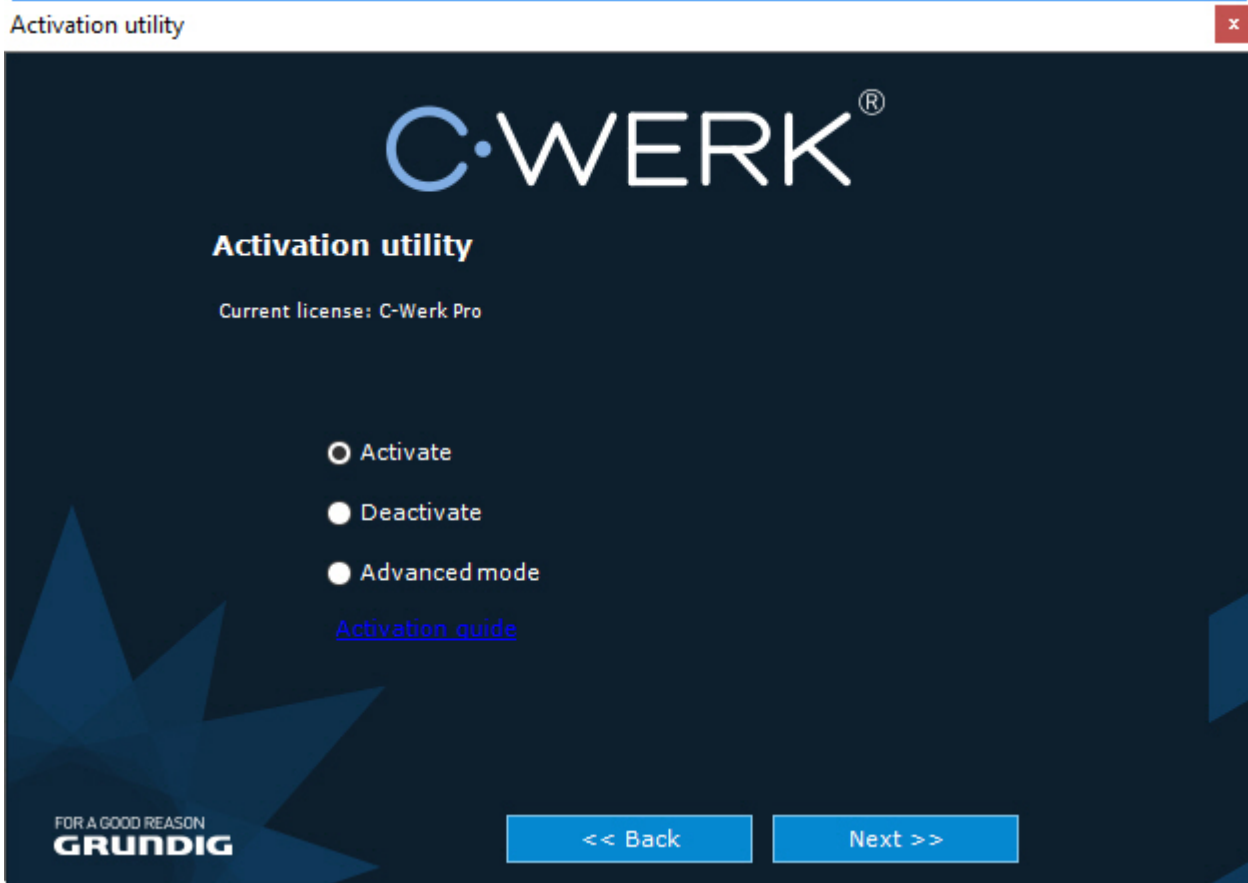 Activation utility
x
C·WERK®
Activation utility
Current license: C-Werk Pro
Activate
Deactivate
Advanced mode
Activation guide
FOR A GOOD REASON
GRUNDIG
<< Back
Next >>